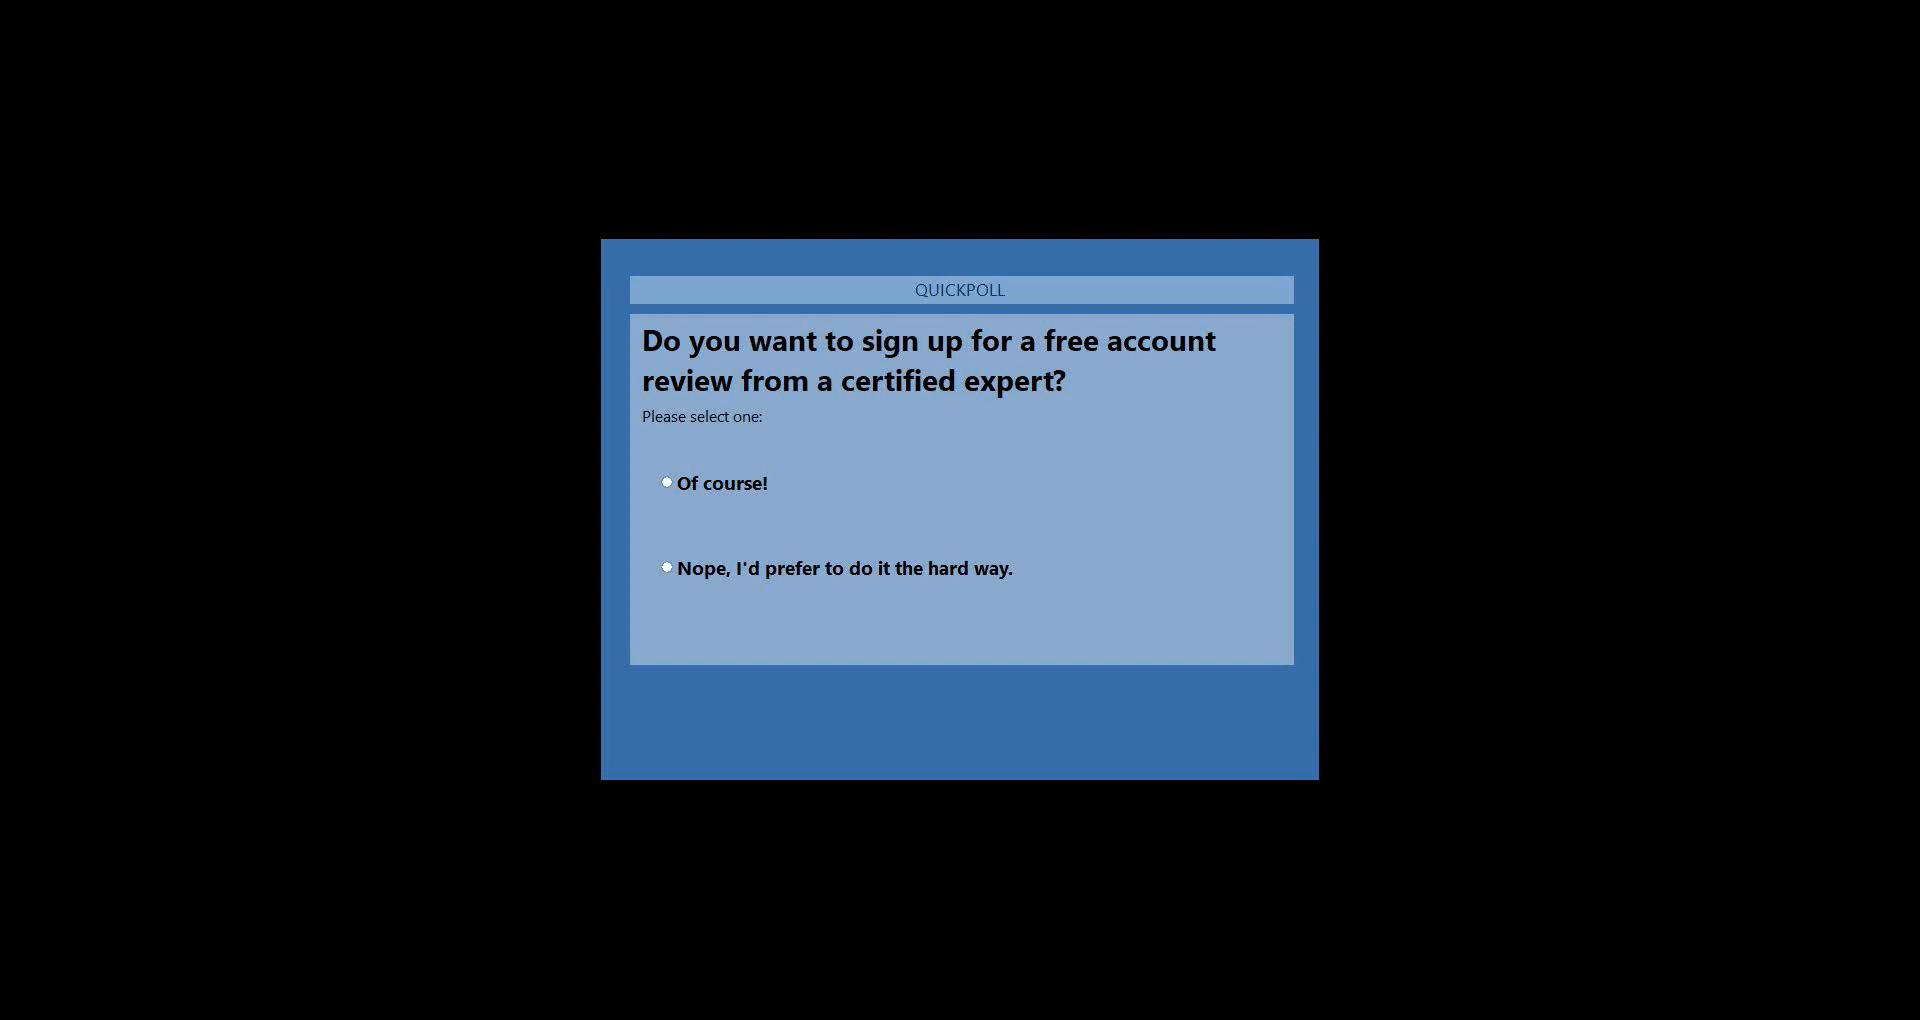 QUICKPOLL
Do you want to sign up for a free account
review from a certified expert?
Please select one:
Of course!
Nope, I'd prefer to do it the hard way.